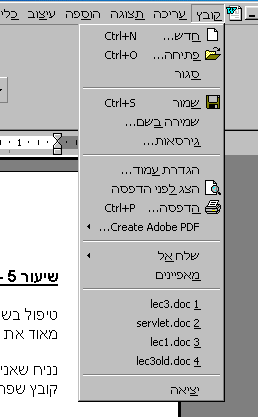 קובץ עריכה תצוגה הוספה עיצוב כלי
חדש... Ctrl+N
פתיחה... Ctrl+O
סגור
שמור Ctrl+S
שמירה בשם...
גירסאות...
הגדרת עמוד...
הצג לפני הדפסה
הדפסה... Ctrl+P
Create Adobe PDF...
שלח אל
מאפיינים
1 lec3.doc
2 servlet.doc
3 lec1.doc
4 lec3old.doc
יציאה
1
שיעור 5 -
טיפול בש
מאוד את
נניח שאני
קובץ שפר